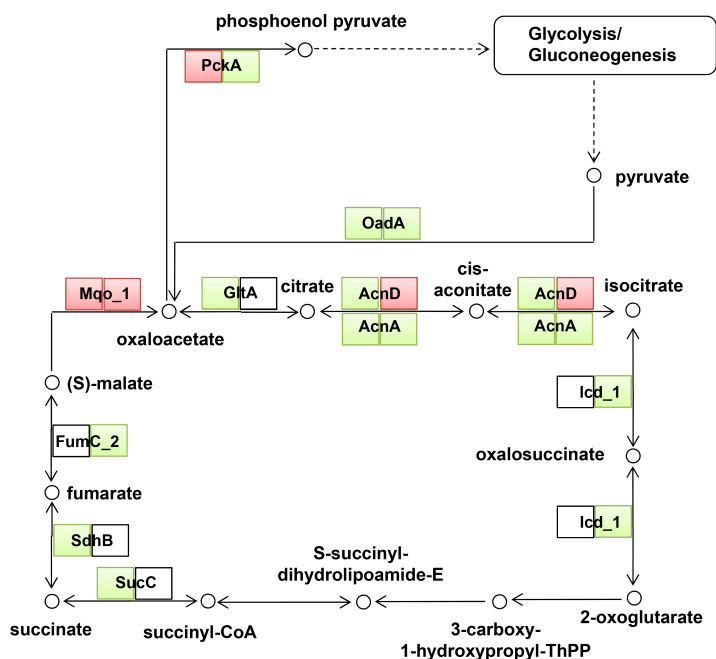 phosphoenol pyruvate
Glycolysis/
Gluconeogenesis
PckA
pyruvate
OadA
Mqo_1
GltA
citrate
AcnD
cis-
aconitate
AcnD
isocitrate
oxaloacetate
AcnA
AcnA
(S)-malate
Icd_1
FumC_2
oxalosuccinate
fumarate
Icd_1
SdhB
S-succinyl-
dihydrolipoamide-E
SucC
succinate
succinyl-CoA
3-carboxy-
1-hydroxypropyl-ThPP
2-oxoglutarate